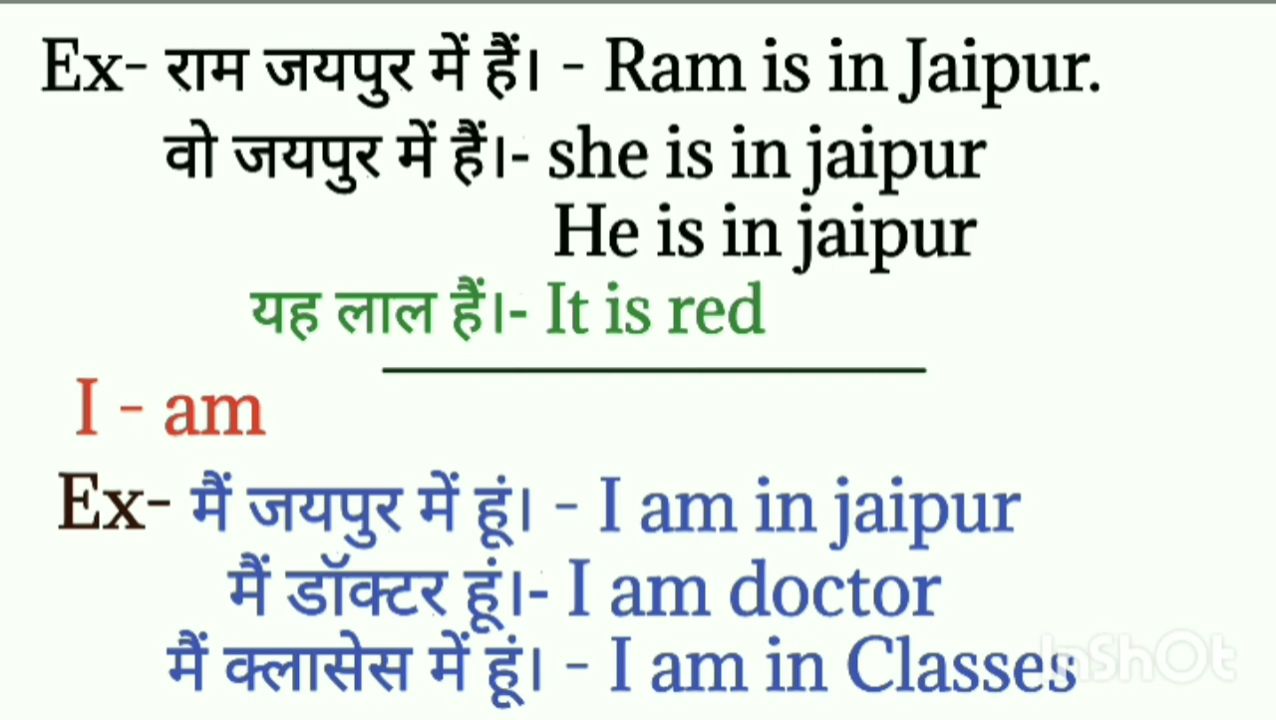 Ex- राम जयपुर में हैं। - Ram is in Jaipur.
वो जयपुर में हैं।- she is in jaipur
He is in jaipur
यह लाल हैं।- It is red
I - am
Ex- मैं जयपुर में हूं। - I am in jaipur
मैं डॉक्टर हूं।- I am doctor
मैं क्लासेस में हूं। - I am in Classes
InShOt